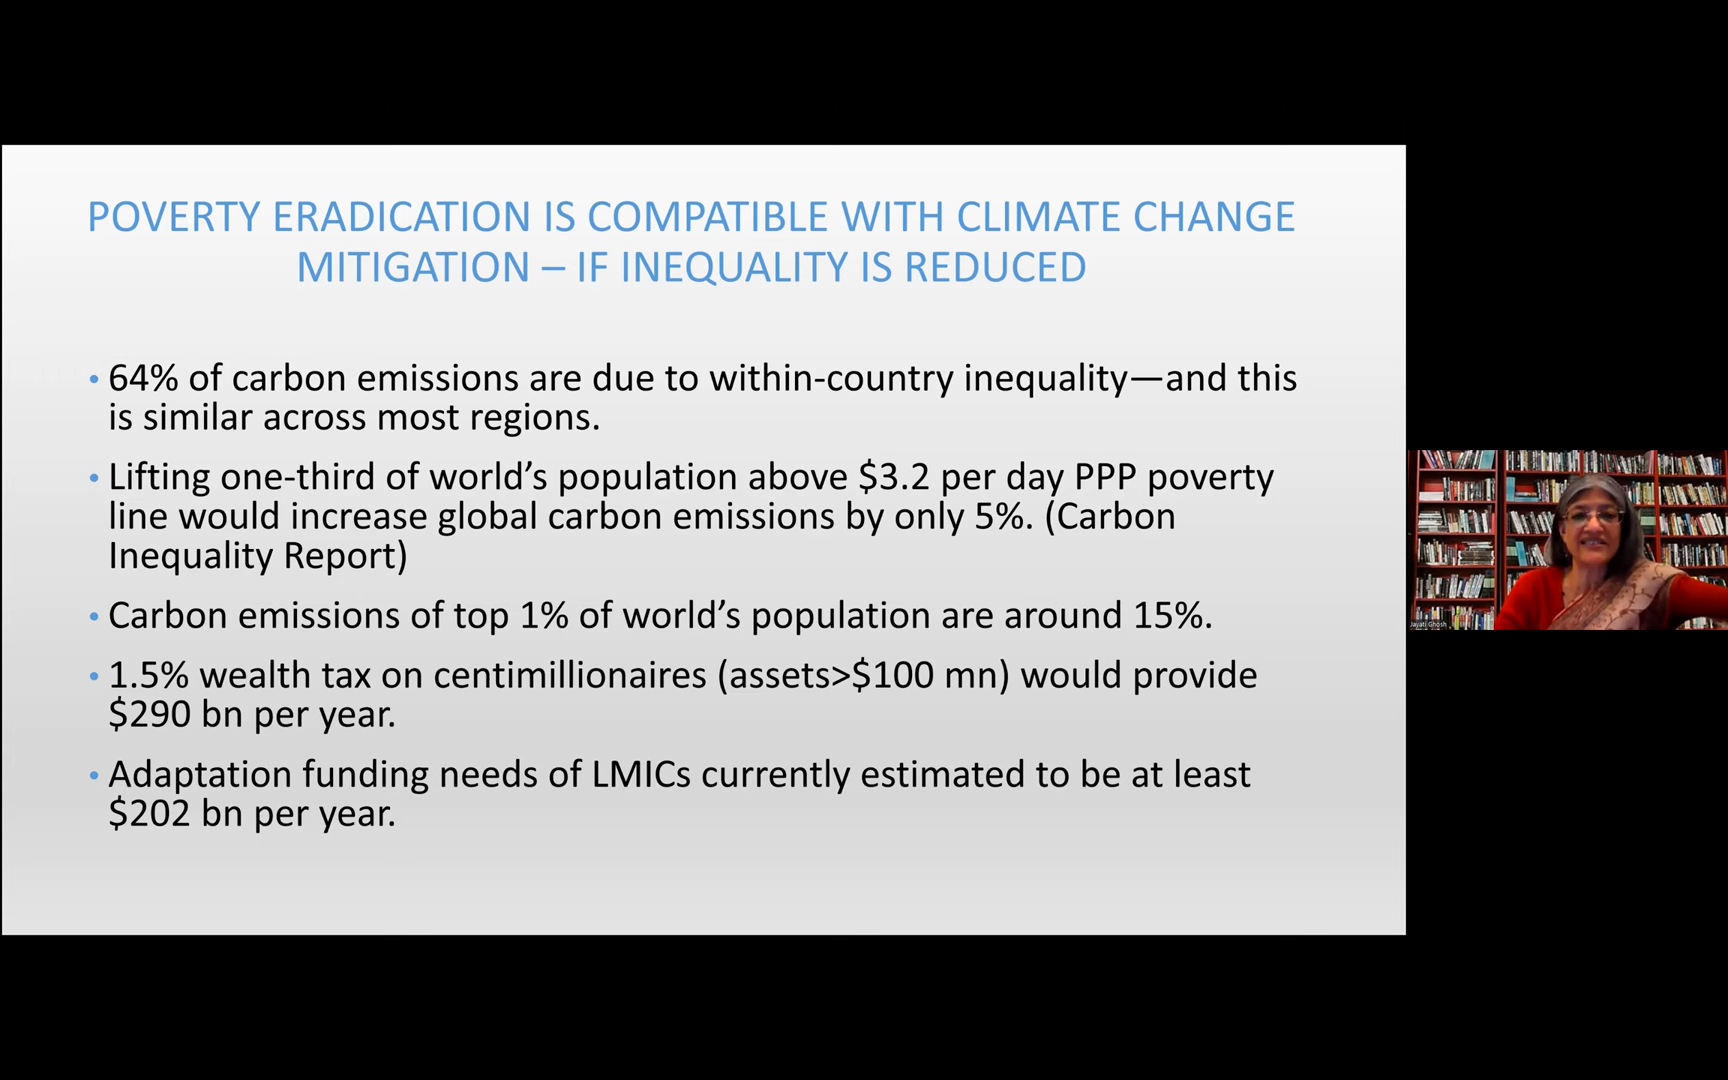 POVERTY ERADICATION IS COMPATIBLE WITH CLIMATE CHANGE
MITIGATION – IF INEQUALITY IS REDUCED
• 64% of carbon emissions are due to within-country inequality—and this
is similar across most regions.
• Lifting one-third of world’s population above $3.2 per day PPP poverty
line would increase global carbon emissions by only 5%. (Carbon
Inequality Report)
• Carbon emissions of top 1% of world’s population are around 15%.
• 1.5% wealth tax on centimillionaires (assets>$100 mn) would provide
$290 bn per year.
• Adaptation funding needs of LMICs currently estimated to be at least
$202 bn per year.
Jayati Ghosh